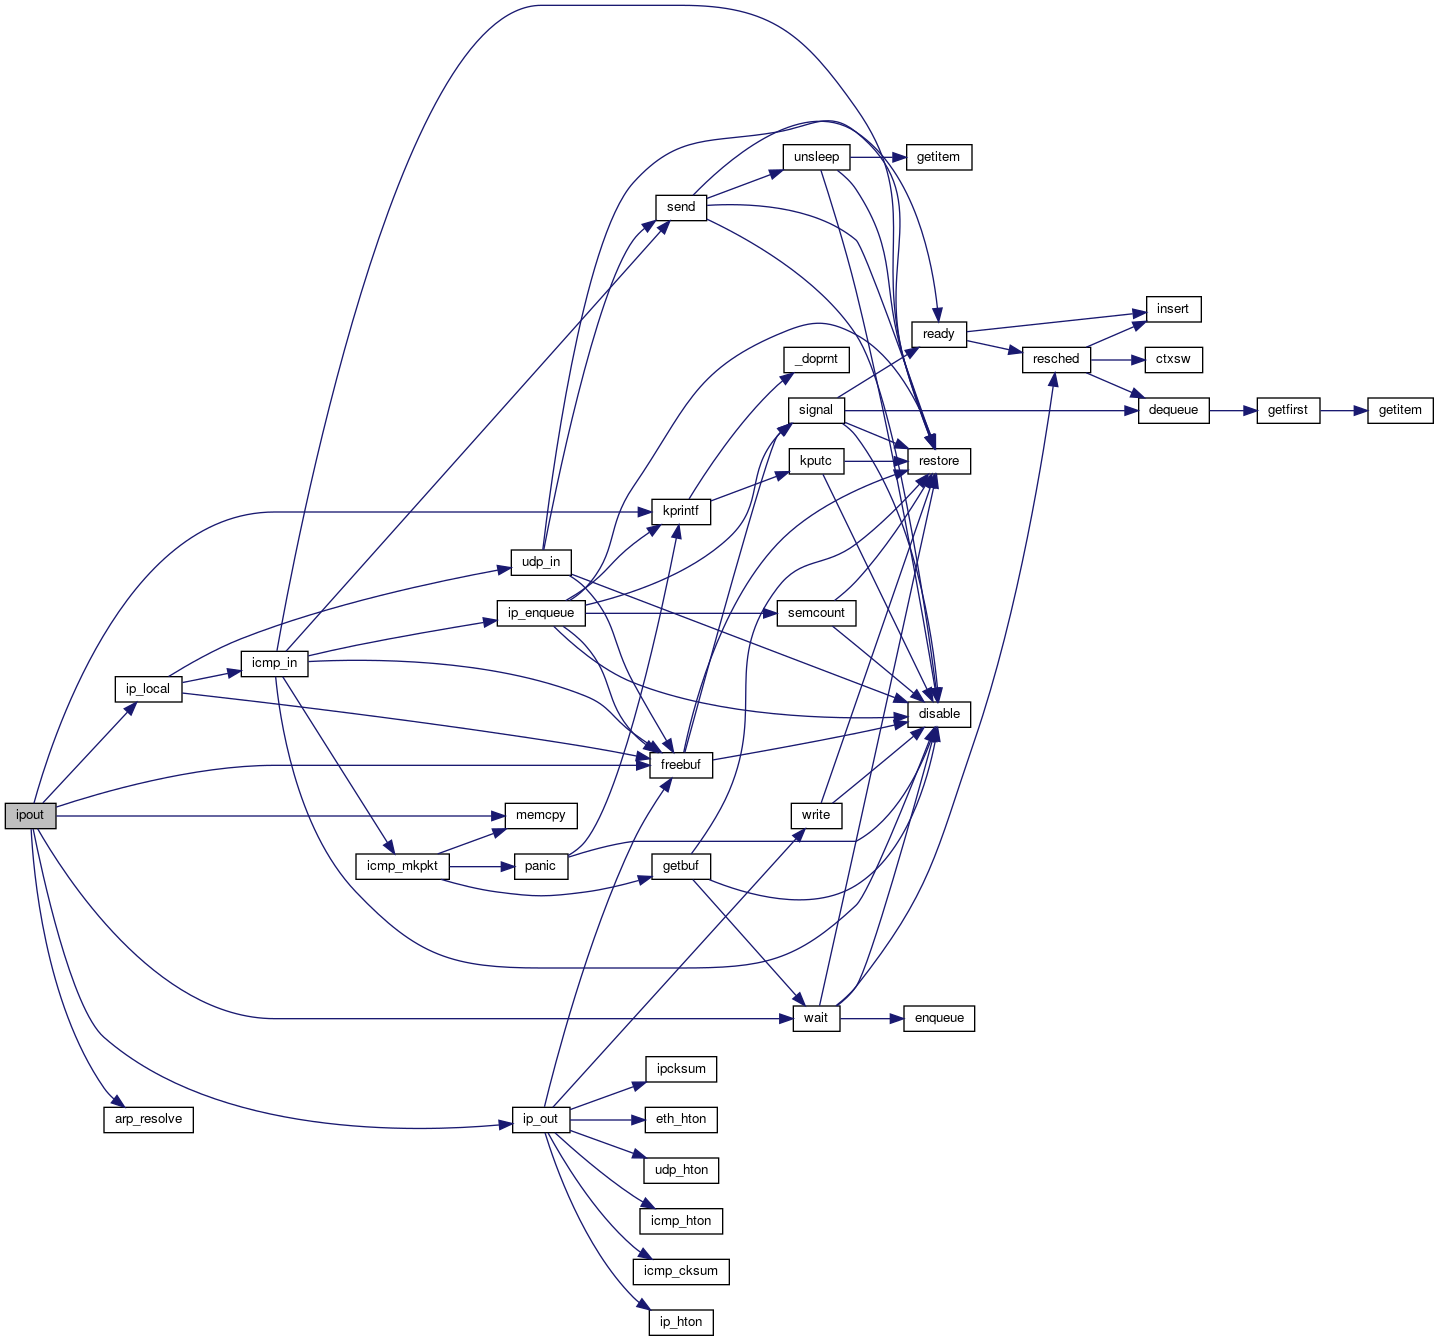 unsleep
getitem
send
insert
ready
resched
ctxsw
_doprnt
signal
dequeue
getfirst
getitem
kputc
restore
kprintf
udp_in
ip_enqueue
semcount
icmp_in
ip_local
disable
freebuf
ipout
memcpy
write
icmp_mkpkt
panic
getbuf
wait
enqueue
ipcksum
arp_resolve
ip_out
eth_hton
udp_hton
icmp_hton
icmp_cksum
ip_hton